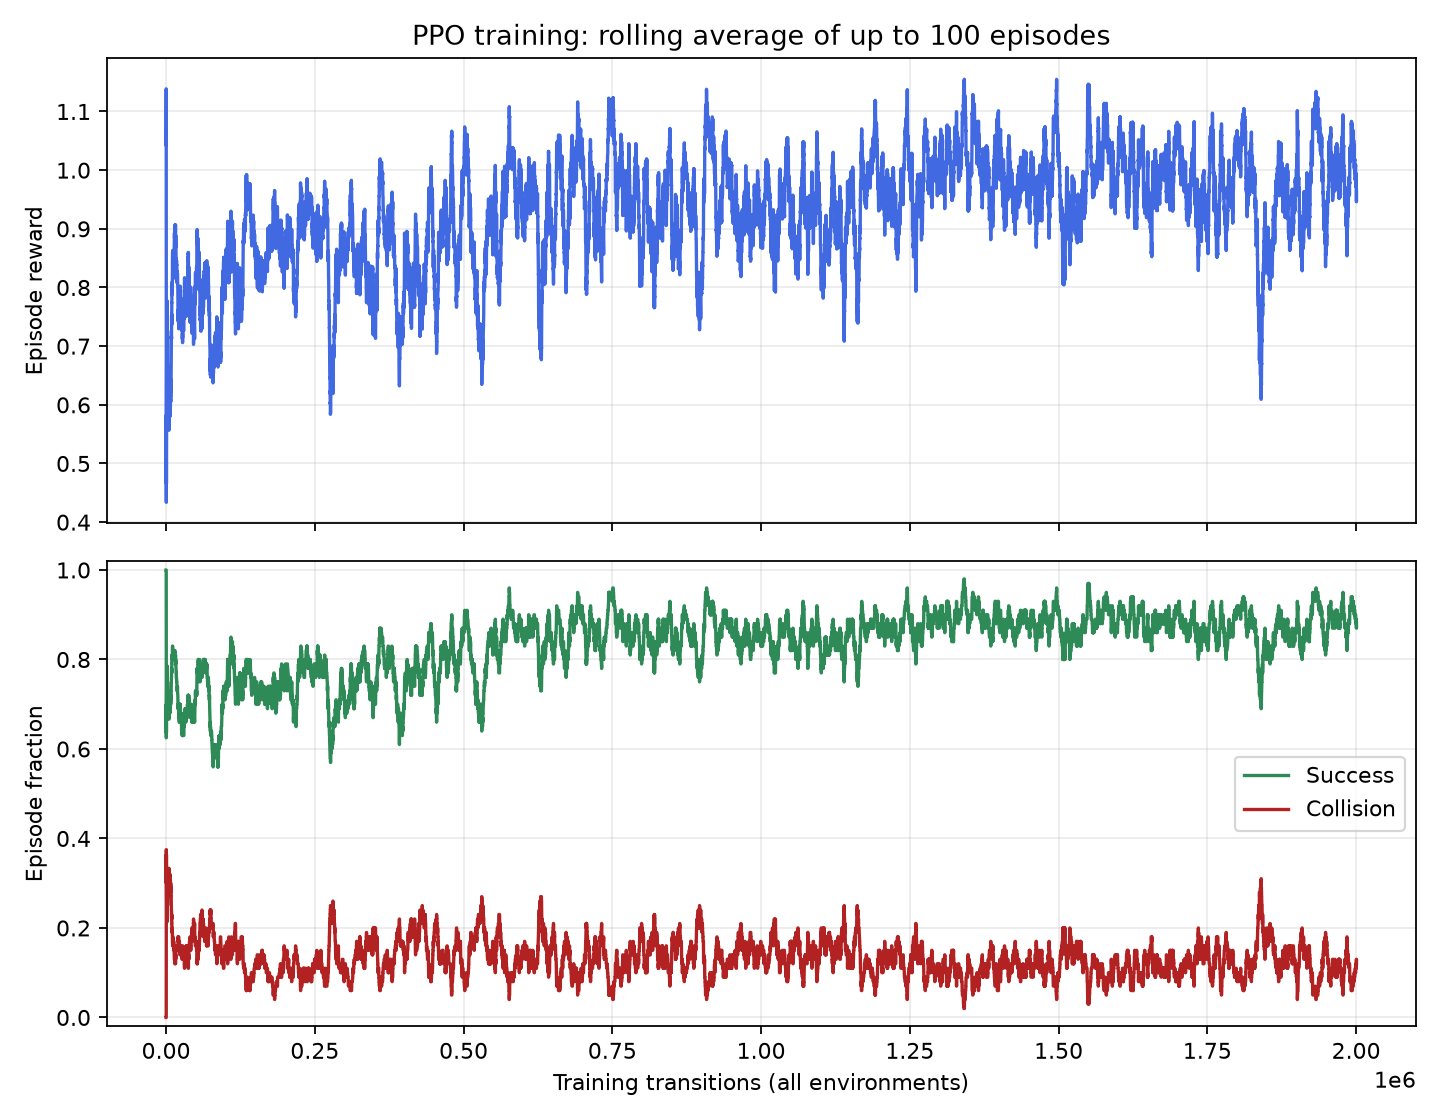 PPO training: rolling average of up to 100 episodes
1.1
1.0
0.9
0.8
0.7
0.6
0.5
0.4
Episode reward
1.0
0.8
0.6
0.4
0.2
0.0
Episode fraction
Success
Collision
0.00 0.25 0.50 0.75 1.00 1.25 1.50 1.75 2.00
1e6
Training transitions (all environments)